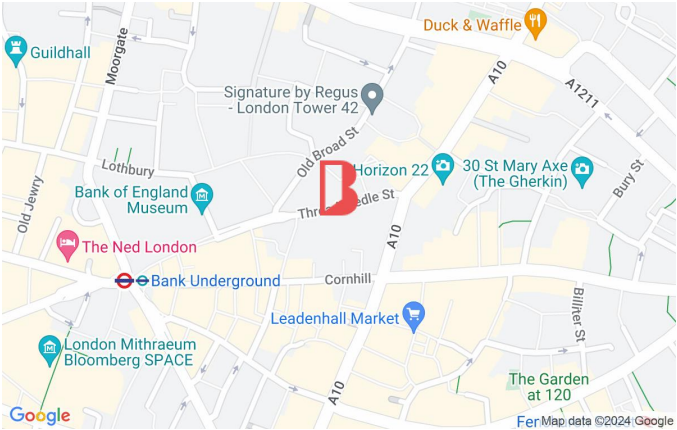 Duck & Waffle
Guildhall
Moorgate
A10
Signature by Regus
- London Tower 42
A1211
Old Broad St
Lothbury
Horizon 22
30 St Mary Axe
(The Gherkin)
Bury St
Old Jewry
Bank of England
Museum
B
St
The Ned London
A10
Bank Underground
Cornhill
Leadenhall Market
Billiter St
London Mithraeum
Bloomberg SPACE
A10
The Garden
at 120
Google
Map data ©2024 Google